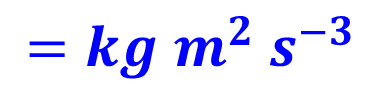 = kg m² s⁻³